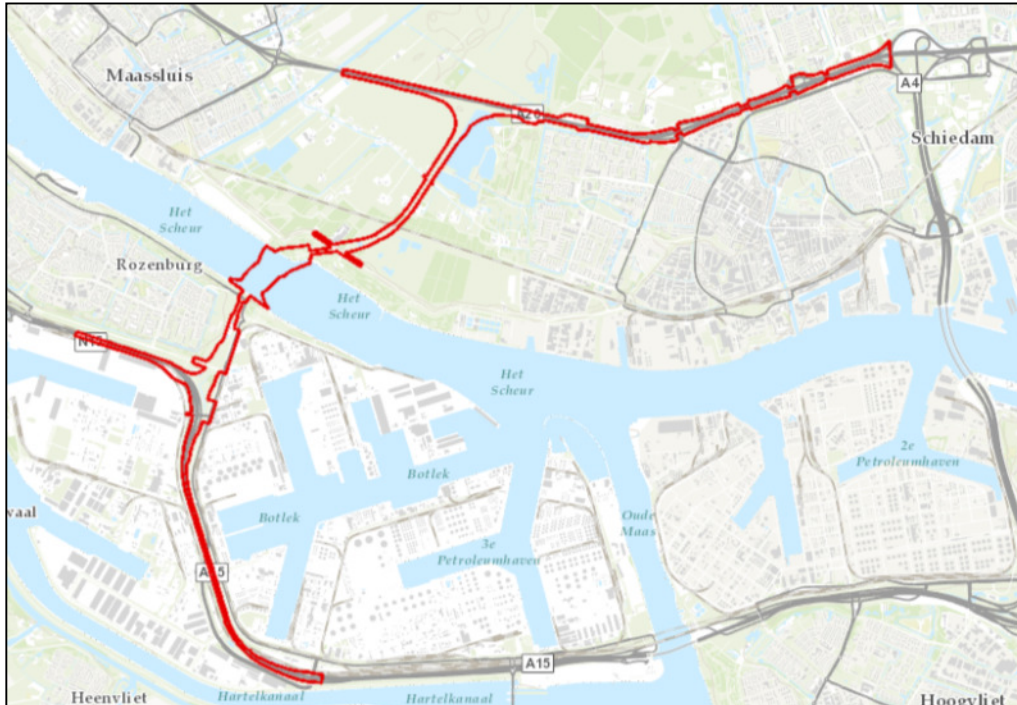 Maassluis
A4
Schiedam
Het
Scheur
Rozenburg
Het
Scheur
Het
Scheur
2e
Petroleumhaven
Botlek
Botlek
Oude
Maas
3e
Petroleumhaven
A15
Heenvliet
Hartelkanaal
Hartelkanaal
Hoogvliet